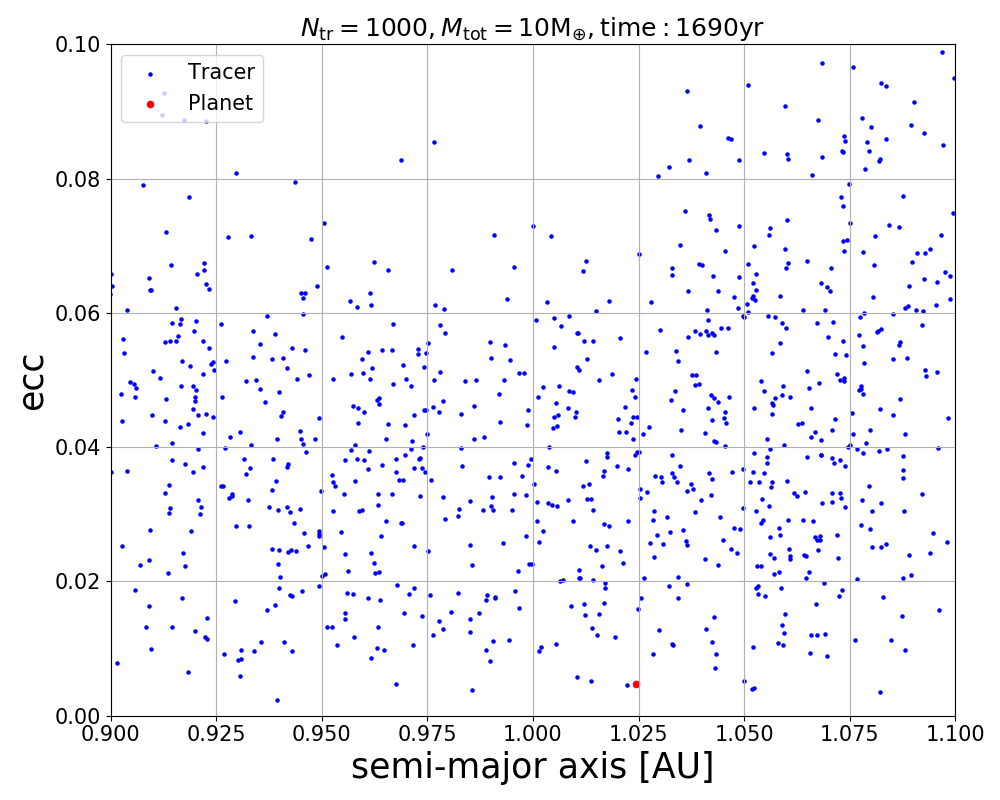 N_tr = 1000, M_tot = 10M_⊕, time : 1690yr
Tracer
Planet
ecc
0.10
0.08
0.06
0.04
0.02
0.00
0.900 0.925 0.950 0.975 1.000 1.025 1.050 1.075 1.100
semi-major axis [AU]